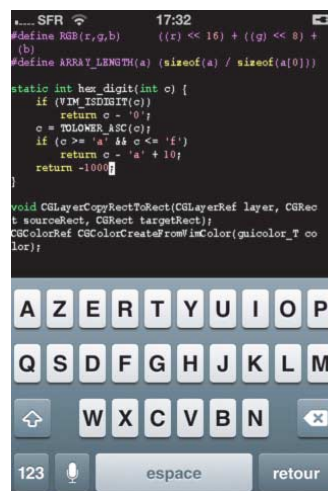 ..... SFR 17:32
#define RGB(r,g,b)      ((r) << 16) + ((g) << 8) +
 (b)
#define ARRAY_LENGTH(a) (sizeof(a) / sizeof(a[0]))
static int hex_digit(int c) {
    if (VIM_ISDIGIT(c))
        return c - '0';
    c = TOLOWER_ASC(c);
    if (c >= 'a' && c <= 'f')
        return c - 'a' + 10;
    return -1000;
}
void CGLayerCopyRectToRect(CGLayerRef layer, CGRec
t sourceRect, CGRect targetRect);
CGColorRef CGColorCreateFromVimColor(guicolor_T co
lor);
A Z E R T Y U I O P
Q S D F G H J K L M
W X C V B N
123 espace retour